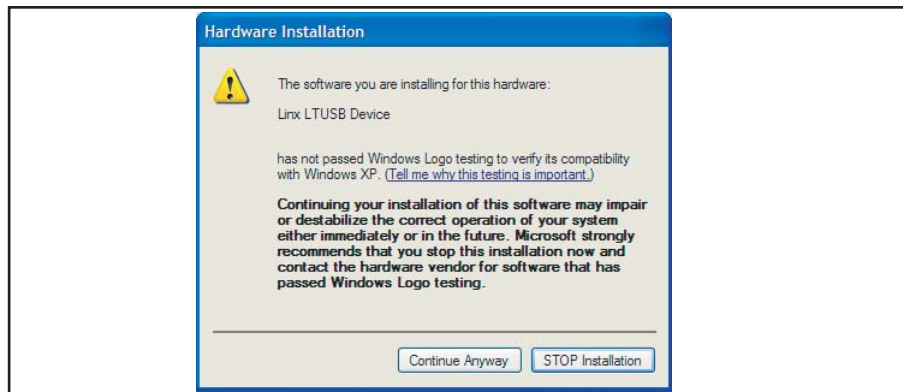 Hardware Installation
The software you are installing for this hardware:
Linx LTUSB Device
has not passed Windows Logo testing to verify its compatibility
with Windows XP. (Tell me why this testing is important.)
Continuing your installation of this software may impair
or destabilize the correct operation of your system
either immediately or in the future. Microsoft strongly
recommends that you stop this installation now and
contact the hardware vendor for software that has
passed Windows Logo testing.
Continue Anyway
STOP Installation